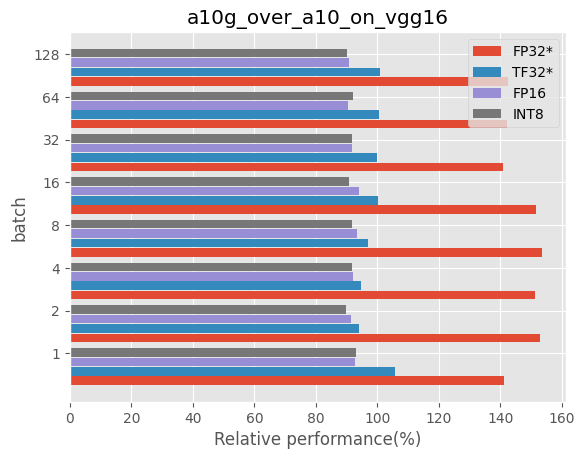 a10g_over_a10_on_vgg16
FP32*
TF32*
FP16
INT8
128
64
32
16
8
4
2
1
batch
0 20 40 60 80 100 120 140 160
Relative performance(%)